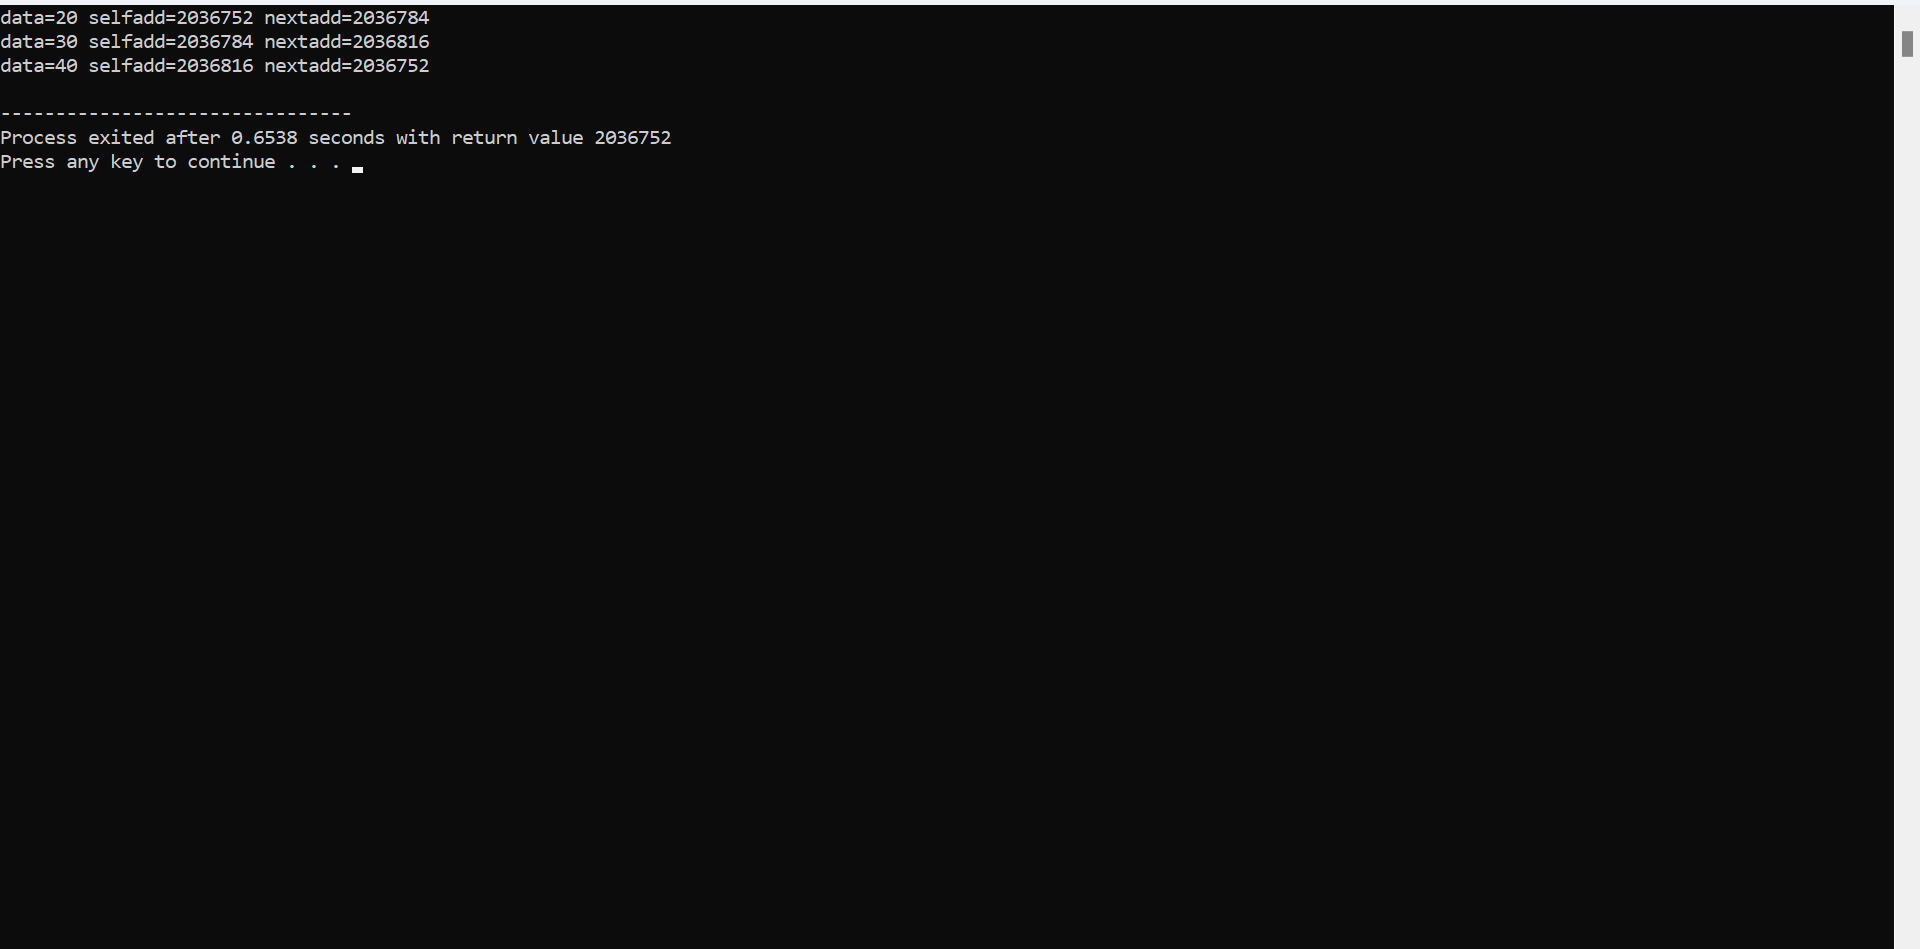 data=20 selfadd=2036752 nextadd=2036784
data=30 selfadd=2036784 nextadd=2036816
data=40 selfadd=2036816 nextadd=2036752
--------------------------------
Process exited after 0.6538 seconds with return value 2036752
Press any key to continue . . .